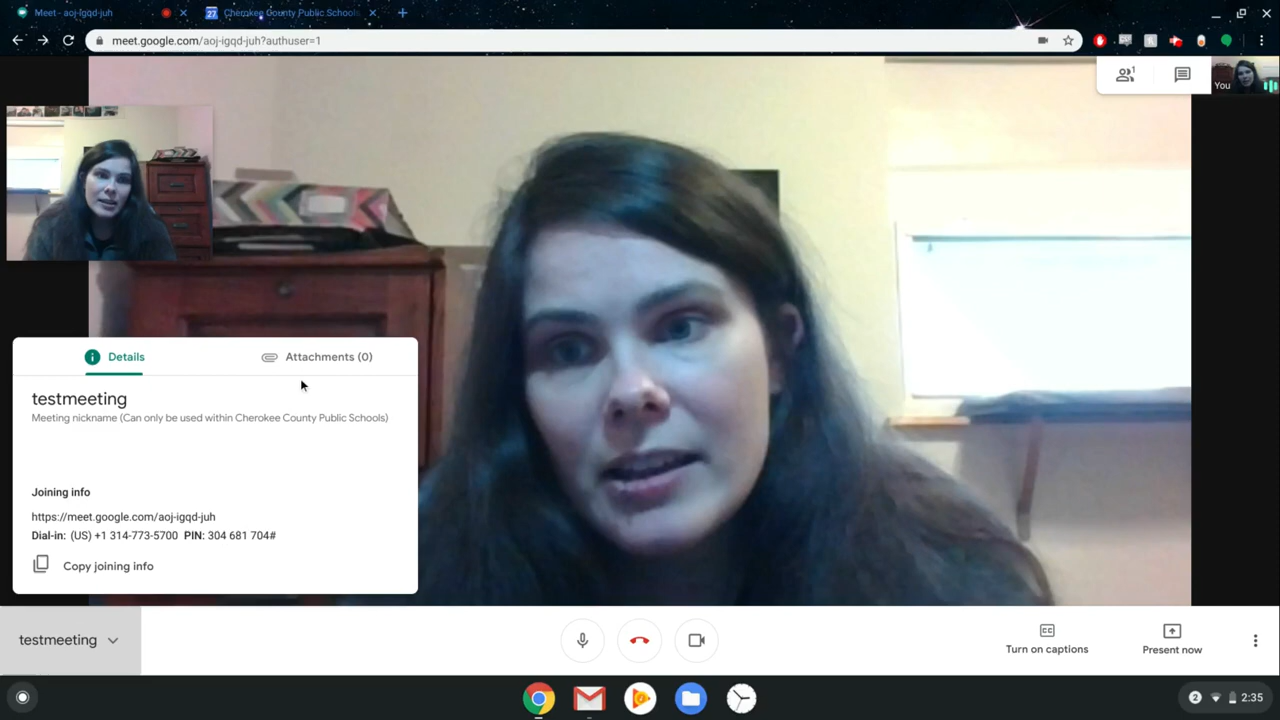 Meet - aoj-igqd-juh
27 Cherokee County Public Schools
meet.google.com/aoj-igqd-juh?authuser=1
1
You
Details
Attachments (0)
testmeeting
Meeting nickname (Can only be used within Cherokee County Public Schools)
Joining info
https://meet.google.com/aoj-igqd-juh
Dial-in: (US) +1 314-773-5700 PIN: 304 681 704#
Copy joining info
testmeeting
CC
Turn on captions
Present now
2
2:35